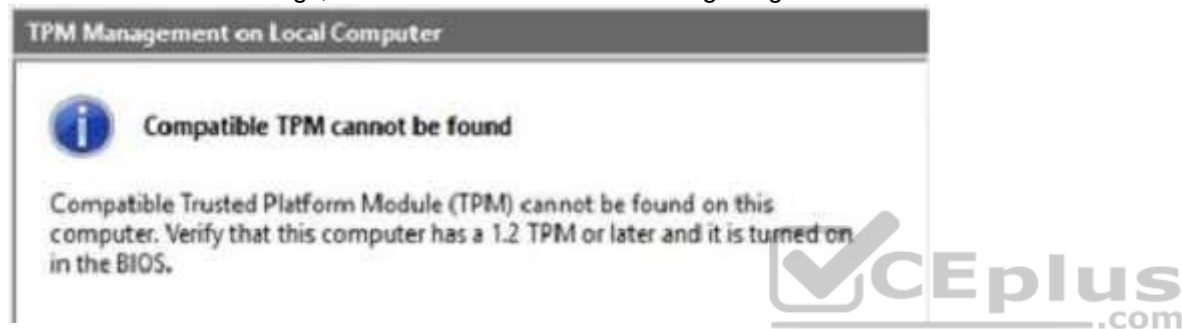 TPM Management on Local Computer
Compatible TPM cannot be found
Compatible Trusted Platform Module (TPM) cannot be found on this
computer. Verify that this computer has a 1.2 TPM or later and it is turned on
in the BIOS.
CEplus
.com